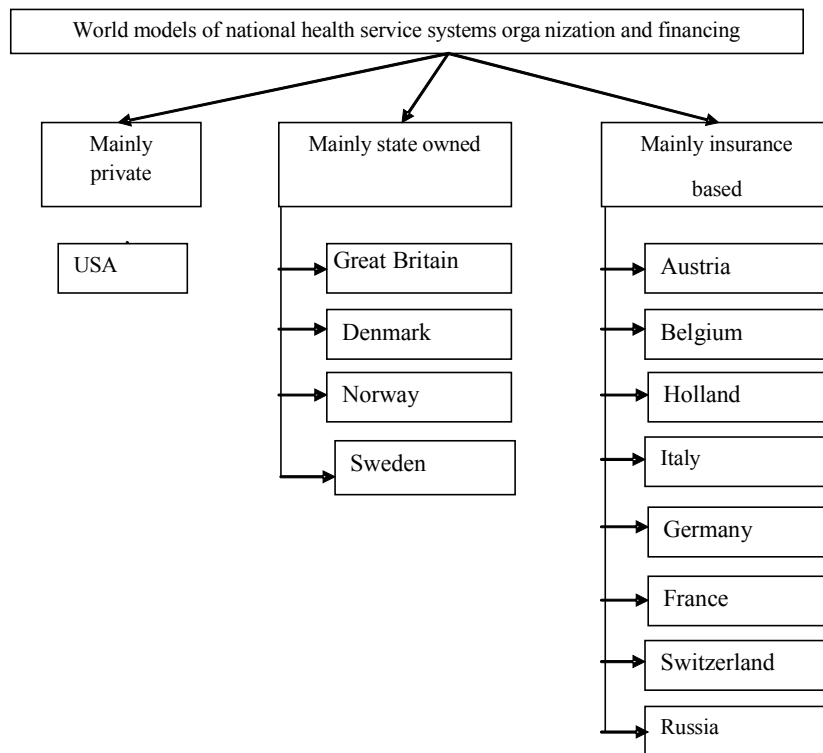 World models of national health service systems orga nization and financing
Mainly
private
USA
Mainly state owned
Great Britain
Denmark
Norway
Sweden
Mainly insurance
based
Austria
Belgium
Holland
Italy
Germany
France
Switzerland
Russia